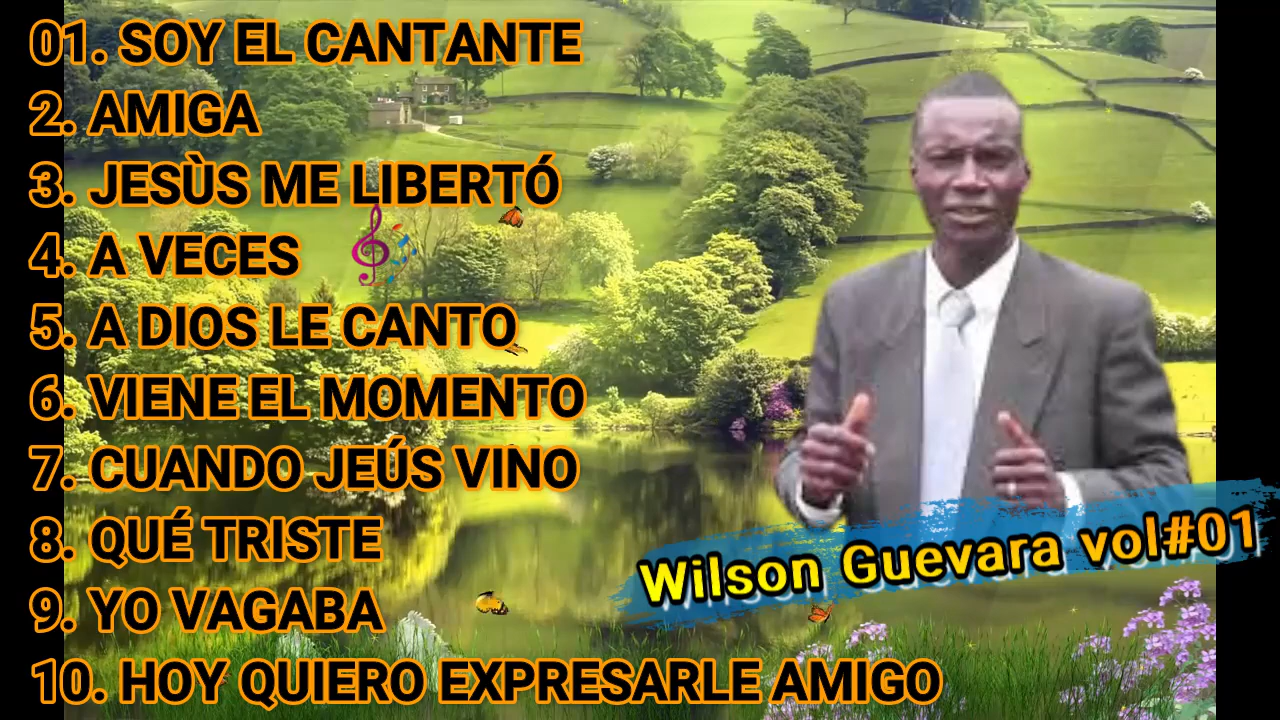 01. SOY EL CANTANTE
2. AMIGA
3. JESÙS ME LIBERTÓ
4. A VECES
5. A DIOS LE CANTO
6. VIENE EL MOMENTO
7. CUANDO JEÚS VINO
8. QUÉ TRISTE
9. YO VAGABA
10. HOY QUIERO EXPRESARLE AMIGO
Wilson Guevara vol#01